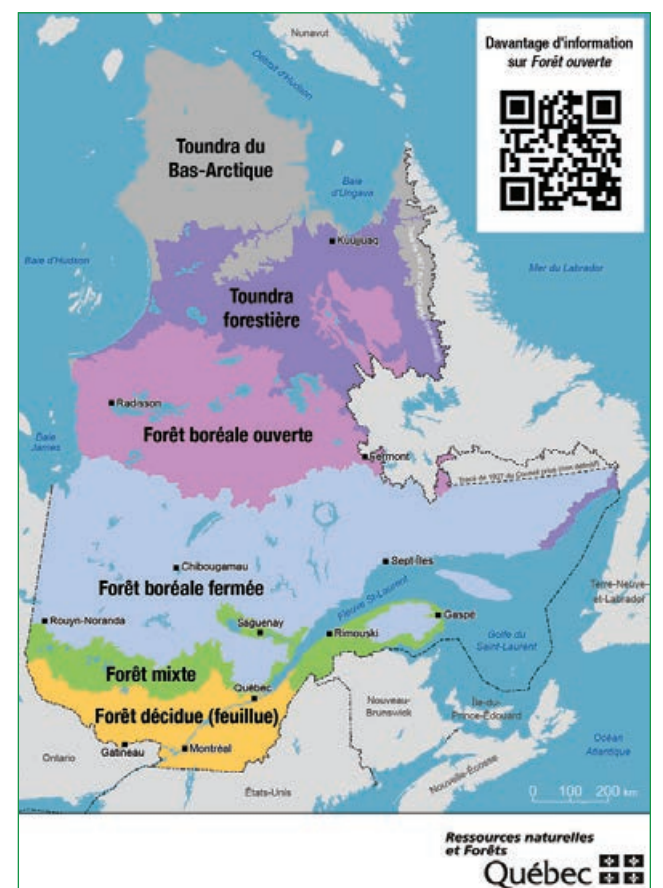 Nunavut
Davantage d'information
sur Forêt ouverte
Détroit d'Hudson
Toundra du
Bas-Arctique
Baie
d'Ungava
Kuujjuaq
Baie d'Hudson
Mer du Labrador
Toundra
forestière
Radisson
Forêt boréale ouverte
Baie
James
Fermont
Tracé de 1927 du Conseil privé (non définitif)
Chibougamau
Sept-Îles
Forêt boréale fermée
Terre-Neuve-
et-Labrador
Fleuve St-Laurent
Rouyn-Noranda
Saguenay
Gaspé
Rimouski
Golfe du
Saint-Laurent
Forêt mixte
Québec
Nouveau-
Brunswick
Île-du-
Prince-Édouard
Forêt décidue (feuillue)
Océan
Atlantique
Ontario
Gatineau
Montréal
Nouvelle-Écosse
États-Unis
0 100 200 km
Ressources naturelles
et Forêts
Québec